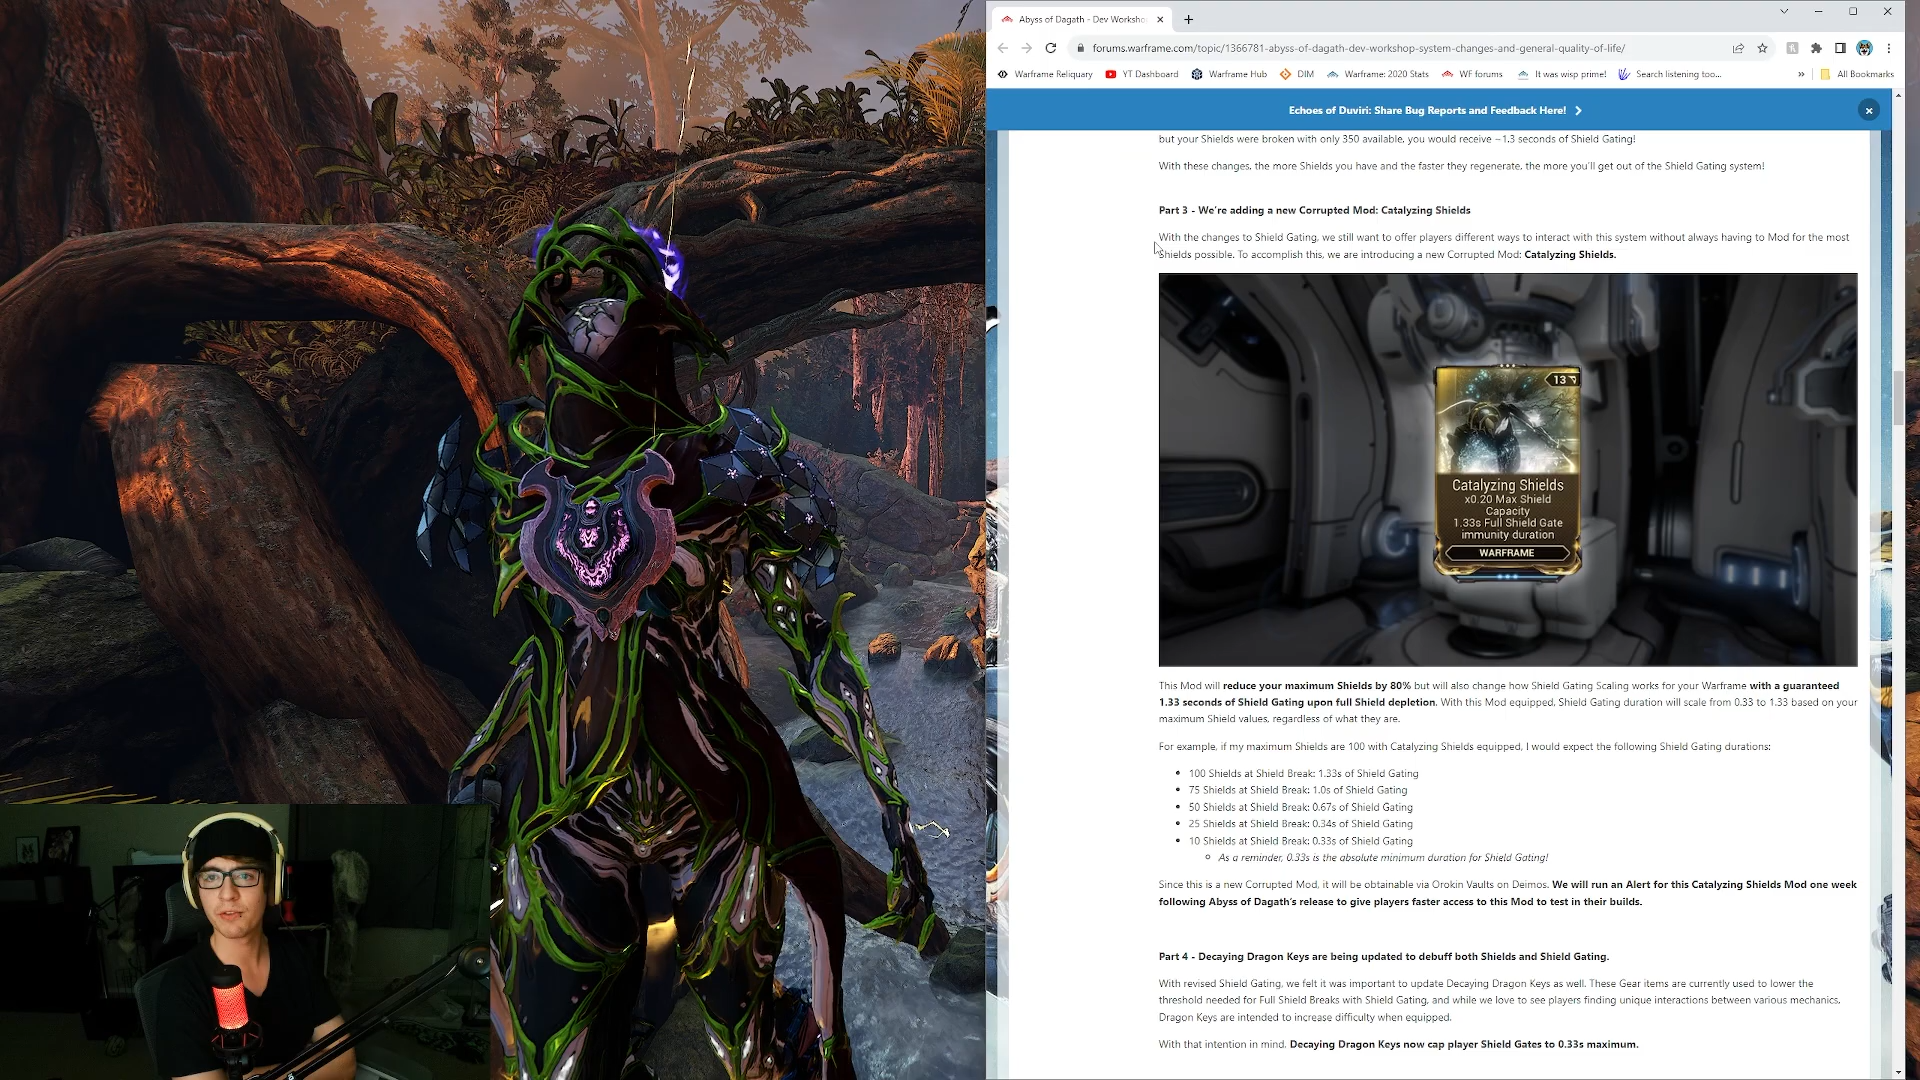 Abyss of Dagath - Dev Worksho
forums.warframe.com/topic/1366781-abyss-of-dagath-dev-workshop-system-changes-and-general-quality-of-life/
Warframe Reliquary YT Dashboard Warframe Hub DIM Warframe: 2020 Stats WF forums It was wisp prime! Search listening too... » All Bookmarks
Echoes of Duviri: Share Bug Reports and Feedback Here!
but your Shields were broken with only 350 available, you would receive ~1.3 seconds of Shield Gating!
With these changes, the more Shields you have and the faster they regenerate, the more you'll get out of the Shield Gating system!
Part 3 - We're adding a new Corrupted Mod: Catalyzing Shields
With the changes to Shield Gating, we still want to offer players different ways to interact with this system without always having to Mod for the most
Shields possible. To accomplish this, we are introducing a new Corrupted Mod: Catalyzing Shields.
13
Catalyzing Shields
x0.20 Max Shield
Capacity
1.33s Full Shield Gate
immunity duration
WARFRAME
This Mod will reduce your maximum Shields by 80% but will also change how Shield Gating Scaling works for your Warframe with a guaranteed
1.33 seconds of Shield Gating upon full Shield depletion. With this Mod equipped, Shield Gating duration will scale from 0.33 to 1.33 based on your
maximum Shield values, regardless of what they are.
For example, if my maximum Shields are 100 with Catalyzing Shields equipped, I would expect the following Shield Gating durations:
• 100 Shields at Shield Break: 1.33s of Shield Gating
• 75 Shields at Shield Break: 1.0s of Shield Gating
• 50 Shields at Shield Break: 0.67s of Shield Gating
• 25 Shields at Shield Break: 0.34s of Shield Gating
• 10 Shields at Shield Break: 0.33s of Shield Gating
○ As a reminder, 0.33s is the absolute minimum duration for Shield Gating!
Since this is a new Corrupted Mod, it will be obtainable via Orokin Vaults on Deimos. We will run an Alert for this Catalyzing Shields Mod one week
following Abyss of Dagath's release to give players faster access to this Mod to test in their builds.
Part 4 - Decaying Dragon Keys are being updated to debuff both Shields and Shield Gating.
With revised Shield Gating, we felt it was important to update Decaying Dragon Keys as well. These Gear items are currently used to lower the
threshold needed for Full Shield Breaks with Shield Gating, and while we love to see players finding unique interactions between various mechanics,
Dragon Keys are intended to increase difficulty when equipped.
With that intention in mind, Decaying Dragon Keys now cap player Shield Gates to 0.33s maximum.